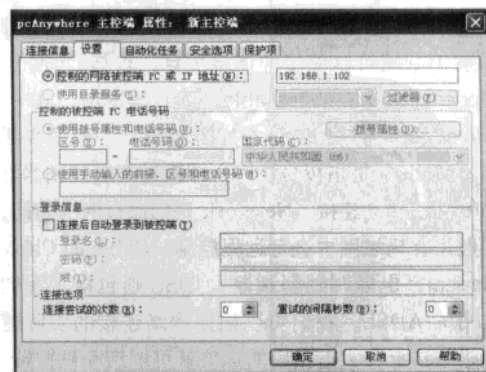 pcAnywhere 主控端 属性: 新主控端
连接信息 设置 自动化任务 安全选项 保护项
控制的网络被控端 PC 或 IP 地址(N): 192.168.1.102
使用目录服务(S): 过滤器(F)
控制的被控端 PC 电话号码
使用拨号属性和电话号码(U): 拨号属性(D)...
区号(E): 电话号码(O): 国家代码(C):
- 中华人民共和国 (86)
使用手动输入的前缀、区号和电话号码(M):
登录信息
连接后自动登录到被控端(T)
登录名(L):
密码(P):
域(I):
连接选项
连接尝试的次数(X): 0 重试的间隔秒数(B): 0
确定 取消 帮助